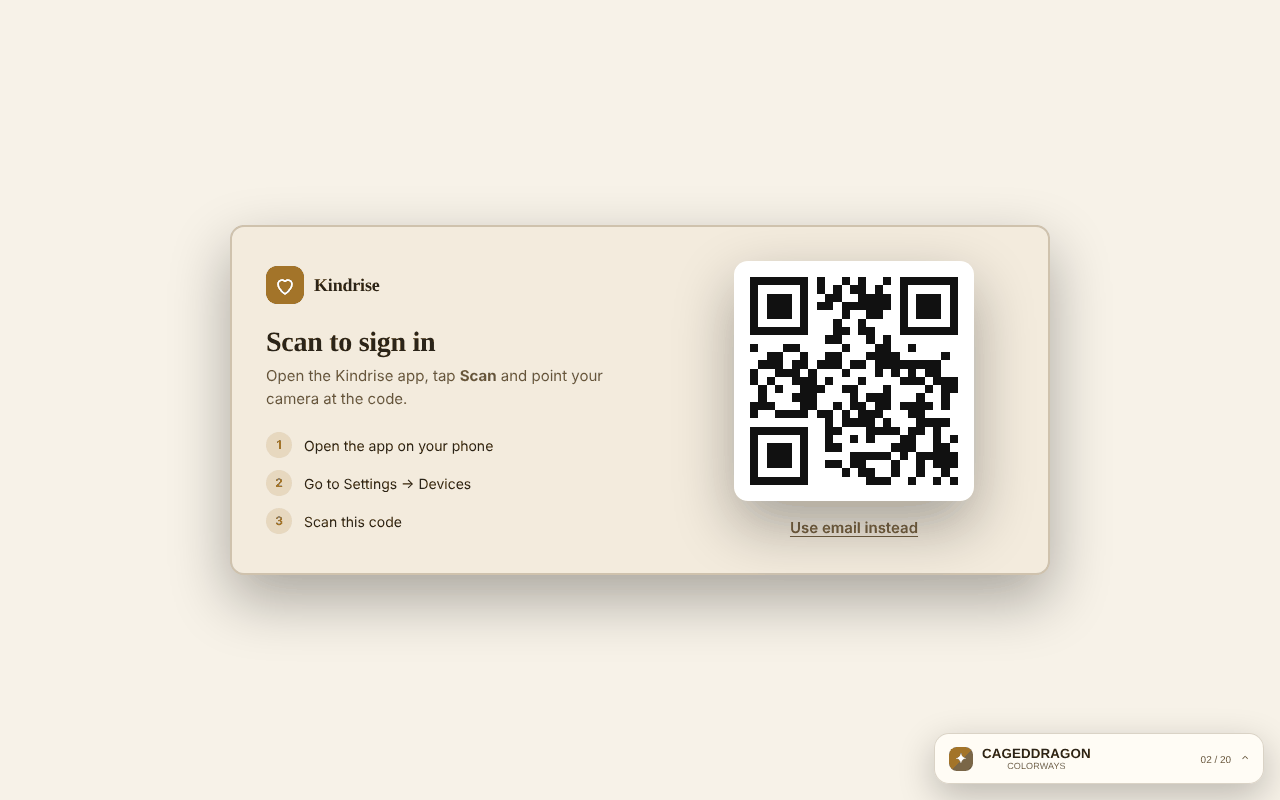 Kindrise
Scan to sign in
Open the Kindrise app, tap Scan and point your
camera at the code.
1 Open the app on your phone
2 Go to Settings → Devices
3 Scan this code
Use email instead
CAGEDDRAGON
COLORWAYS
02 / 20